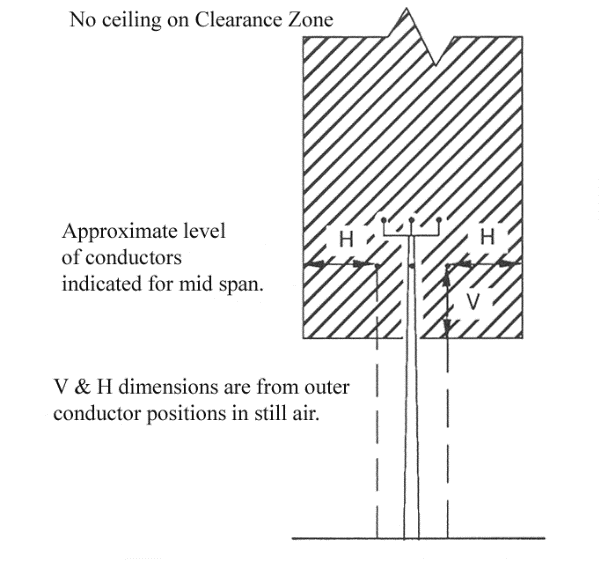 No ceiling on Clearance Zone
Approximate level
of conductors
indicated for mid span.
H
H
V
V & H dimensions are from outer
conductor positions in still air.